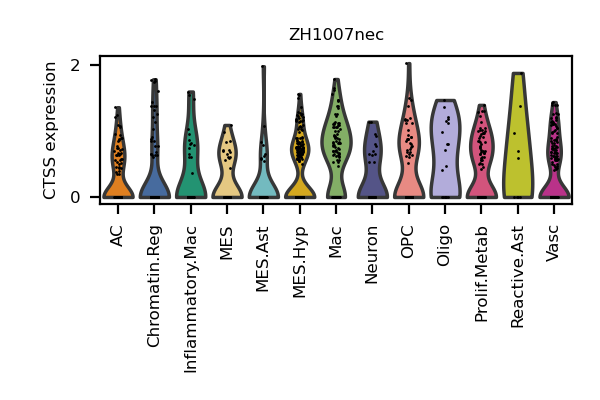 ZH1007nec
CTSS expression
2
0
AC
Chromatin.Reg
Inflammatory.Mac
MES
MES.Ast
MES.Hyp
Mac
Neuron
OPC
Oligo
Prolif.Metab
Reactive.Ast
Vasc